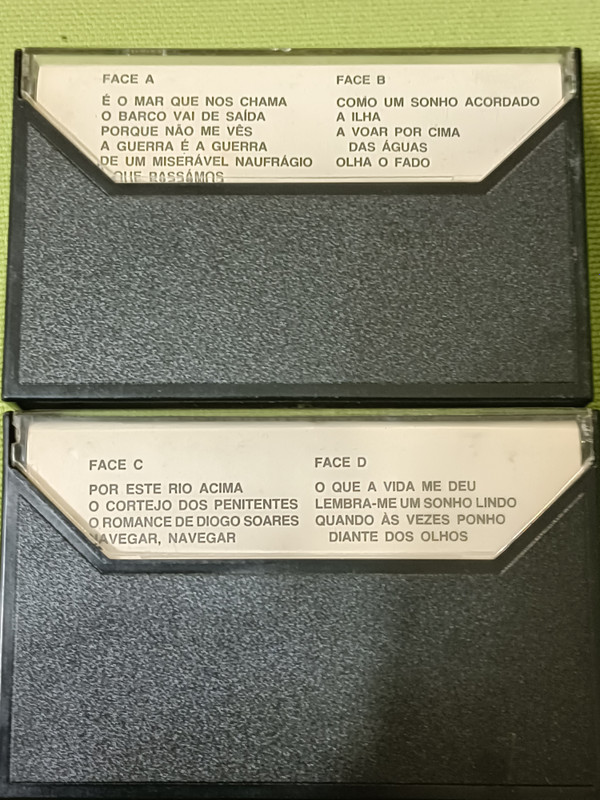 FACE A
É O MAR QUE NOS CHAMA
O BARCO VAI DE SAÍDA
PORQUE NÃO ME VÊS
A GUERRA É A GUERRA
DE UM MISERÁVEL NAUFRÁGIO
QUE PASSÁMOS
FACE B
COMO UM SONHO ACORDADO
A ILHA
A VOAR POR CIMA
DAS ÁGUAS
OLHA O FADO
FACE C
POR ESTE RIO ACIMA
O CORTEJO DOS PENITENTES
O ROMANCE DE DIOGO SOARES
NAVEGAR, NAVEGAR
FACE D
O QUE A VIDA ME DEU
LEMBRA-ME UM SONHO LINDO
QUANDO ÀS VEZES PONHO
DIANTE DOS OLHOS